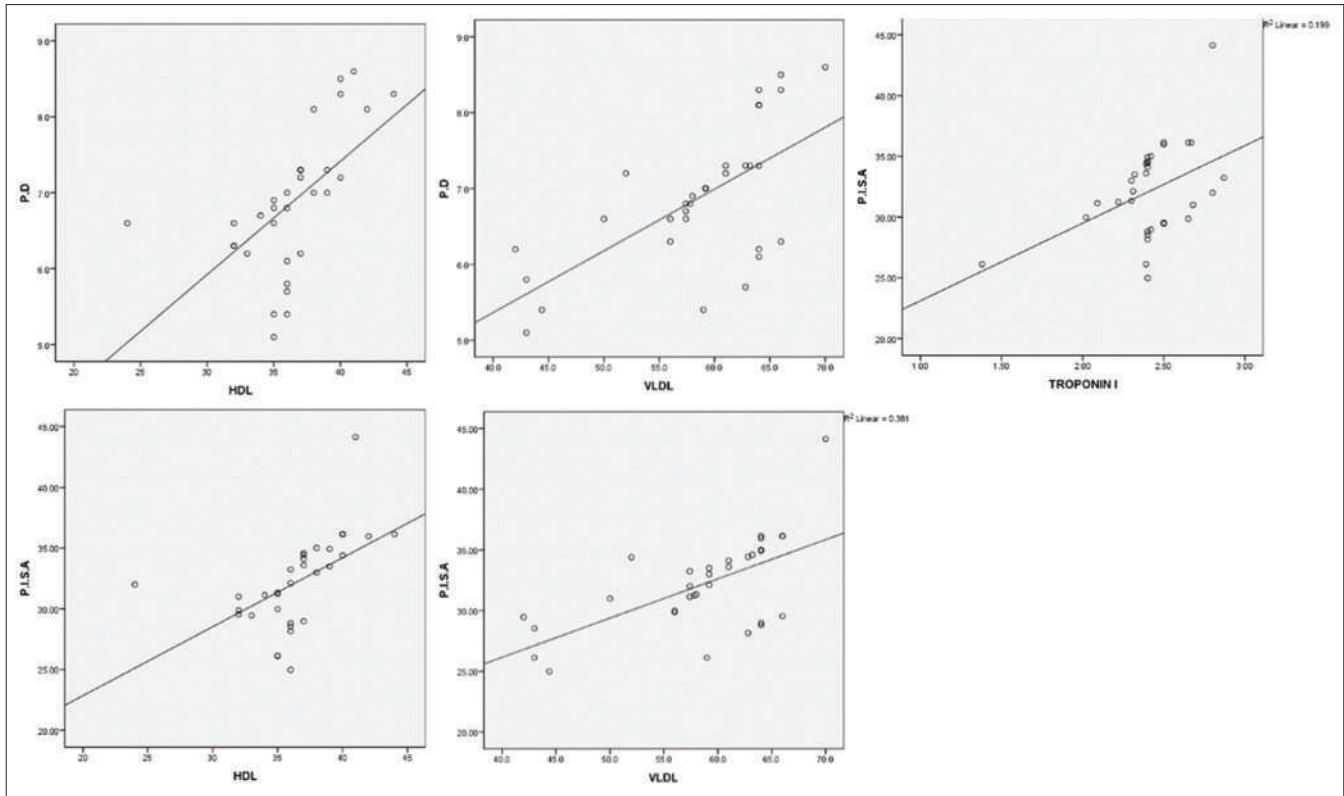 9.0
8.0
7.0
6.0
5.0
P.D
20 25 30 35 40 45
HDL
9.0
8.0
7.0
6.0
5.0
P.D
40.0 45.0 50.0 55.0 60.0 65.0 70.0
VLDL
R² Linear = 0.199
45.00
40.00
35.00
30.00
25.00
20.00
P.I.S.A
1.00 1.50 2.00 2.50 3.00
TROPONIN I
45.00
40.00
35.00
30.00
25.00
20.00
P.I.S.A
20 25 30 35 40 45
HDL
R² Linear = 0.381
45.00
40.00
35.00
30.00
25.00
20.00
P.I.S.A
40.0 45.0 50.0 55.0 60.0 65.0 70.0
VLDL